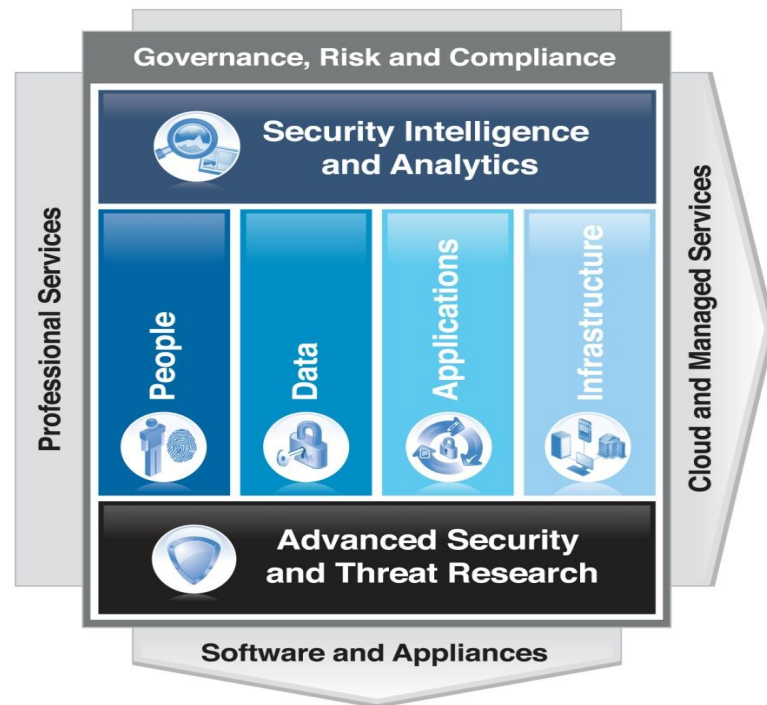 Governance, Risk and Compliance
Security Intelligence
and Analytics
Professional Services
People
Data
Applications
Infrastructure
Cloud and Managed Services
Advanced Security
and Threat Research
Software and Appliances